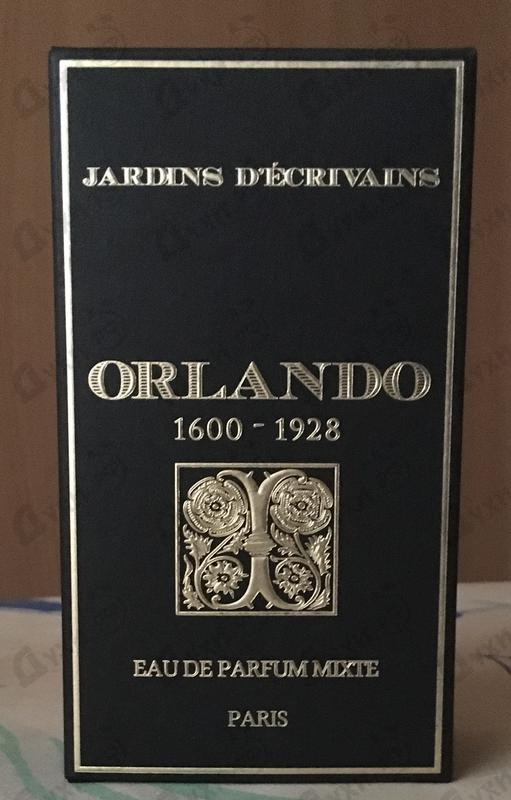 JARDINS D'ÉCRIVAINS
ORLANDO
1600 - 1928
EAU DE PARFUM MIXTE
PARIS